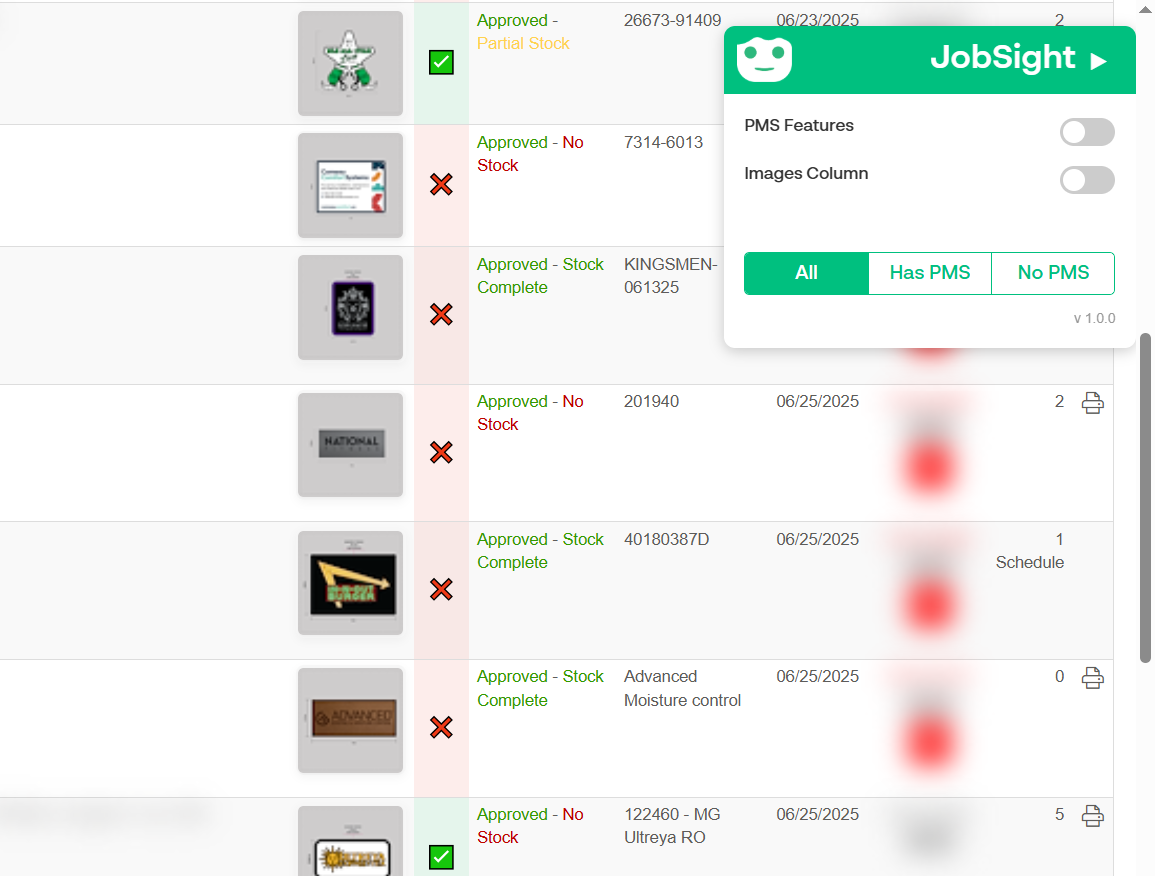 Approved - 26673-91409 06/23/2025 2
Partial Stock
JobSight
PMS Features
Images Column
All Has PMS No PMS
v 1.0.0
Approved - No 7314-6013
Stock
Approved - Stock KINGSMEN-
Complete 061325
Approved - No 201940 06/25/2025 2
Stock
NATIONAL
Approved - Stock 40180387D 06/25/2025 1
Complete Schedule
IN-N-OUT
BURGER
Approved - Stock Advanced 06/25/2025 0
Complete Moisture control
ADVANCED
Approved - No 122460 - MG 06/25/2025 5
Stock Ultreya RO